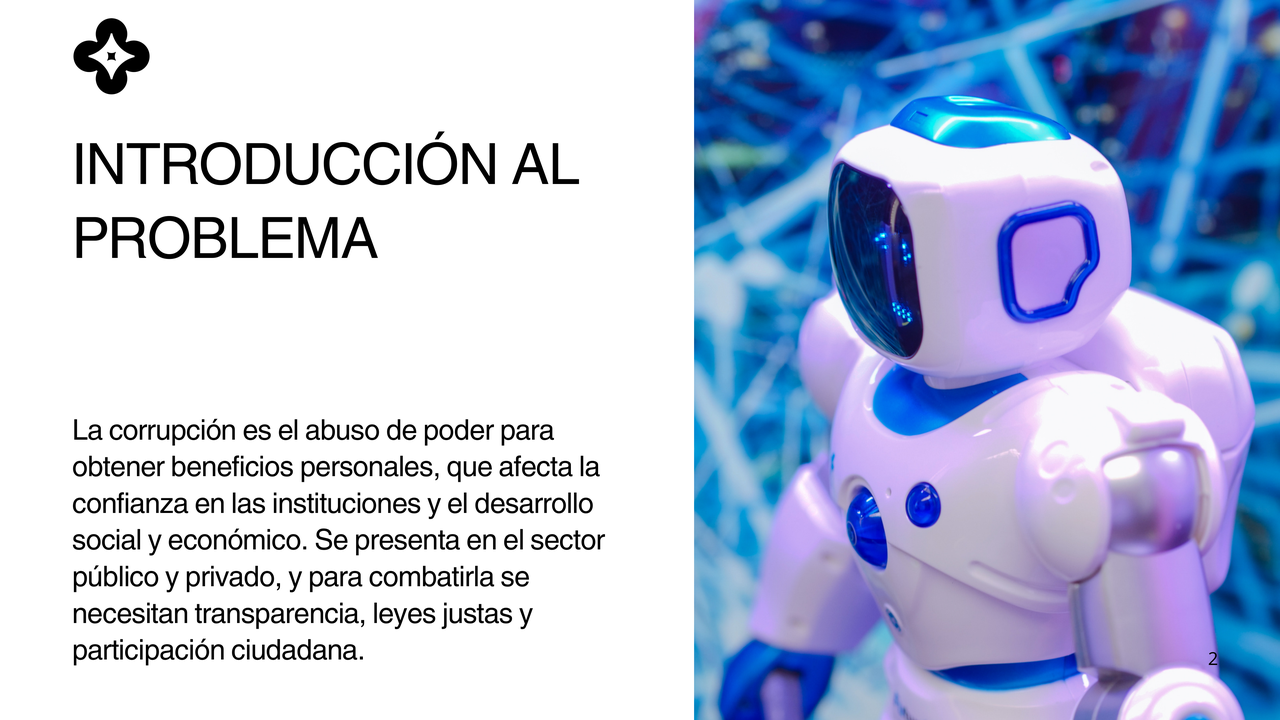 INTRODUCCIÓN AL
PROBLEMA
La corrupción es el abuso de poder para
obtener beneficios personales, que afecta la
confianza en las instituciones y el desarrollo
social y económico. Se presenta en el sector
público y privado, y para combatirla se
necesitan transparencia, leyes justas y
participación ciudadana.
2